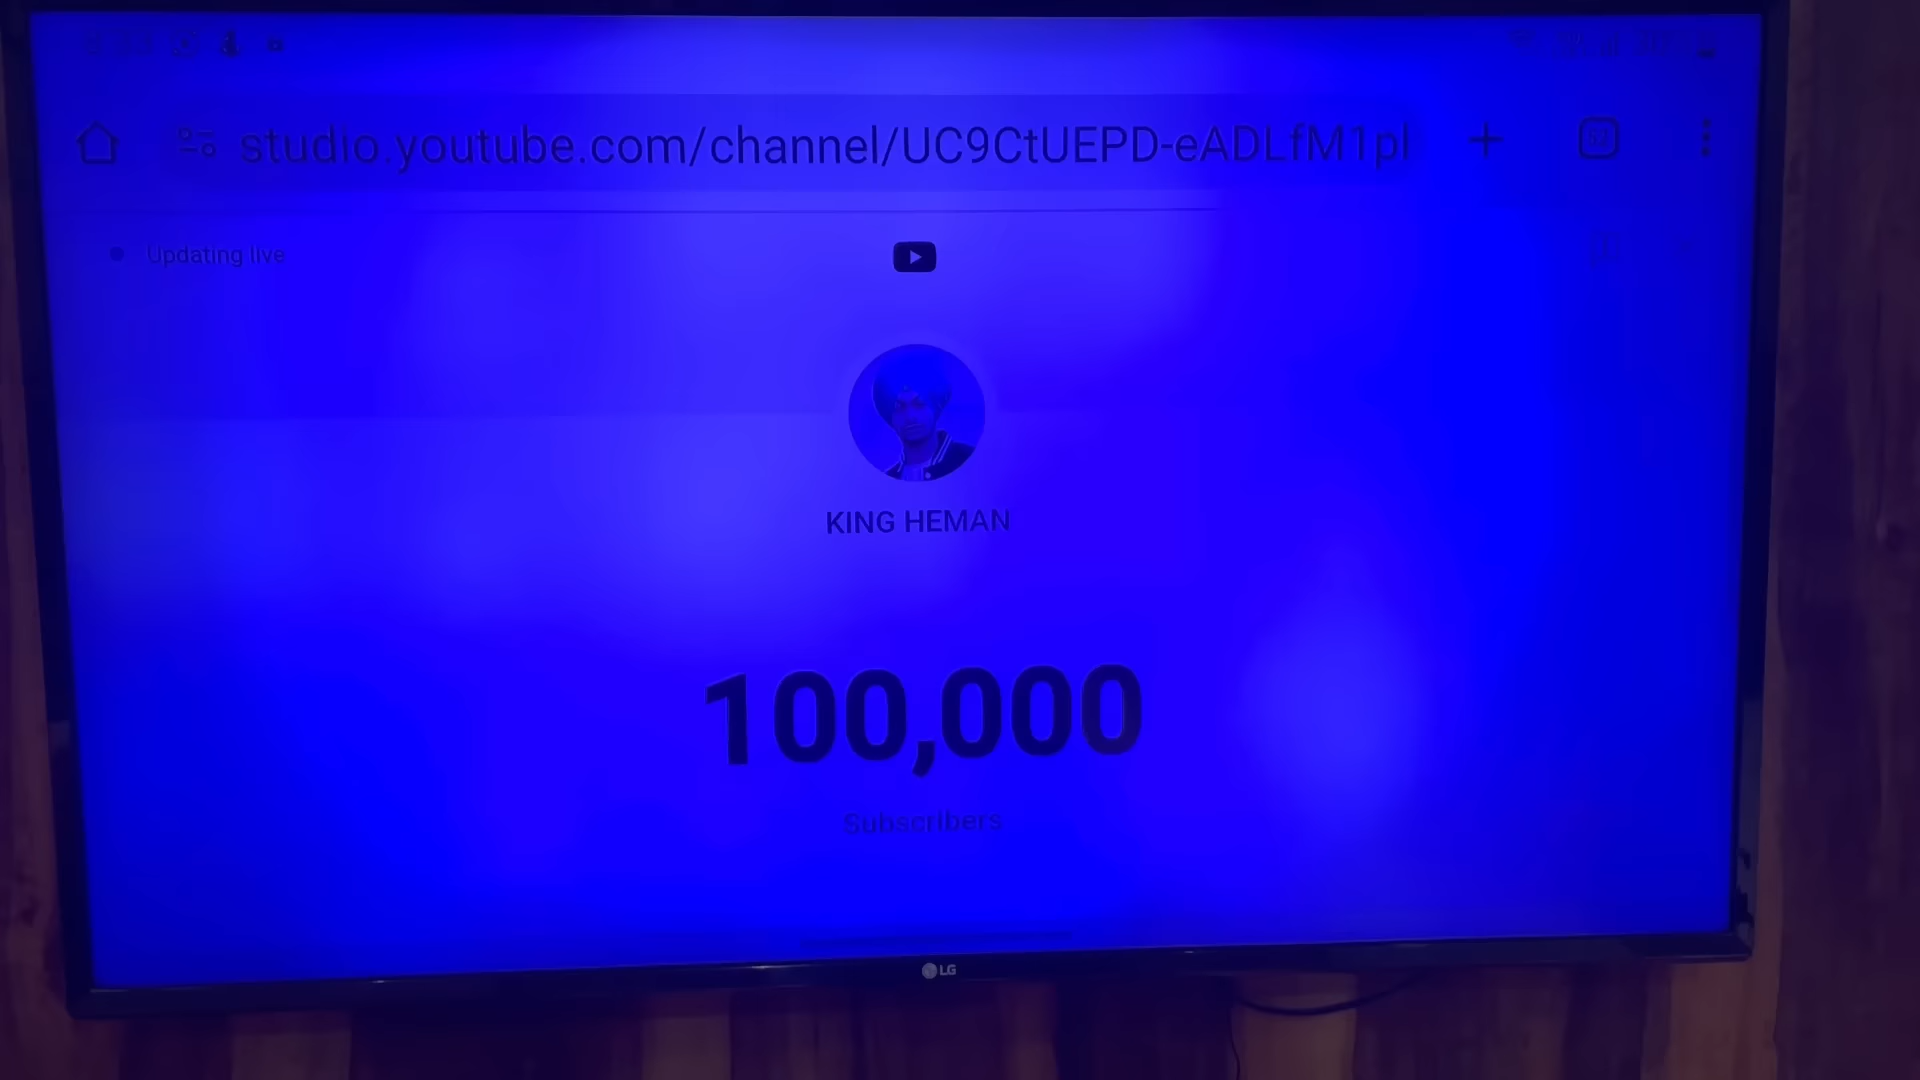 studio.youtube.com/channel/UC9CtUEPD-eADLfM1pl
Updating live
KING HEMAN
100,000
Subscribers
LG